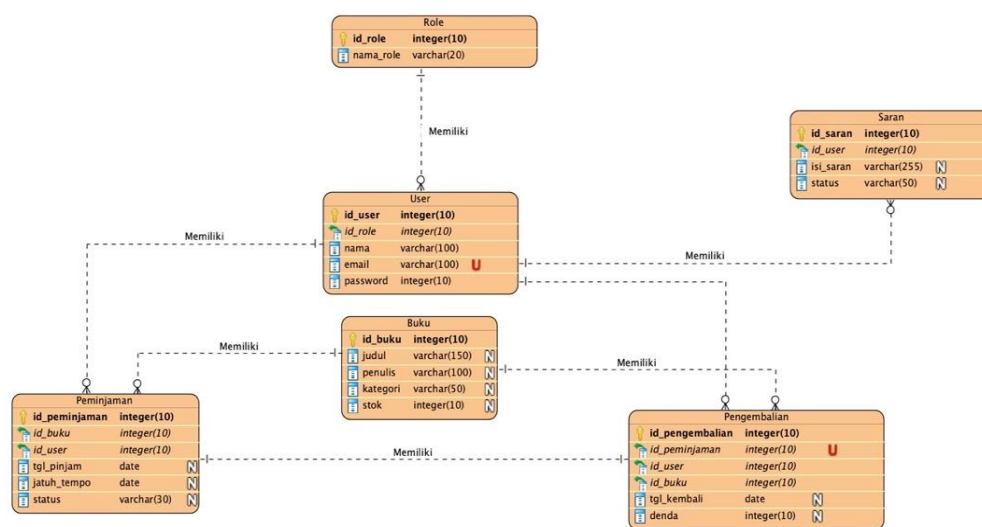 Role
id_role integer(10)
nama_role varchar(20)
Memiliki
Saran
id_saran integer(10)
id_user integer(10)
isi_saran varchar(255) N
status varchar(50) N
User
id_user integer(10)
id_role integer(10)
nama varchar(100)
email varchar(100) U
password integer(10)
Memiliki
Memiliki
Buku
id_buku integer(10)
judul varchar(150) N
penulis varchar(100) N
kategori varchar(50) N
stok integer(10) N
Memiliki
Memiliki
Peminjaman
id_peminjaman integer(10)
id_buku integer(10)
id_user integer(10)
tgl_pinjam date N
jatuh_tempo date N
status varchar(30) N
Memiliki
Pengembalian
id_pengembalian integer(10)
id_peminjaman integer(10) U
id_user integer(10)
id_buku integer(10)
tgl_kembali date N
denda integer(10) N